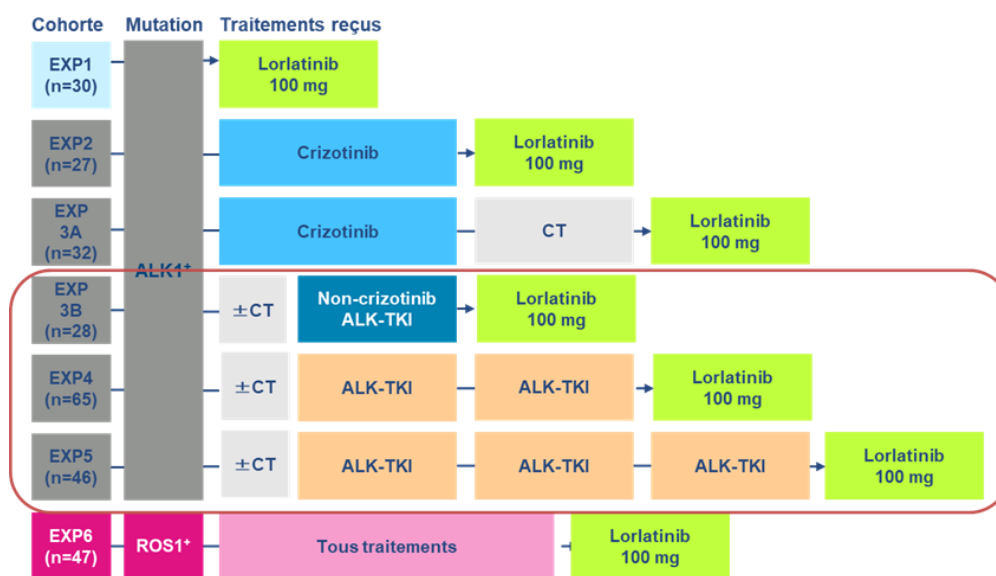 Cohorte Mutation Traitements reçus
EXP1
(n=30)
Lorlatinib
100 mg
EXP2
(n=27)
Crizotinib
Lorlatinib
100 mg
EXP
3A
(n=32)
Crizotinib
CT
Lorlatinib
100 mg
ALK1+
EXP
3B
(n=28)
±CT
Non-crizotinib
ALK-TKI
Lorlatinib
100 mg
EXP4
(n=65)
±CT
ALK-TKI
ALK-TKI
Lorlatinib
100 mg
EXP5
(n=46)
±CT
ALK-TKI
ALK-TKI
ALK-TKI
Lorlatinib
100 mg
EXP6
(n=47)
ROS1+
Tous traitements
Lorlatinib
100 mg